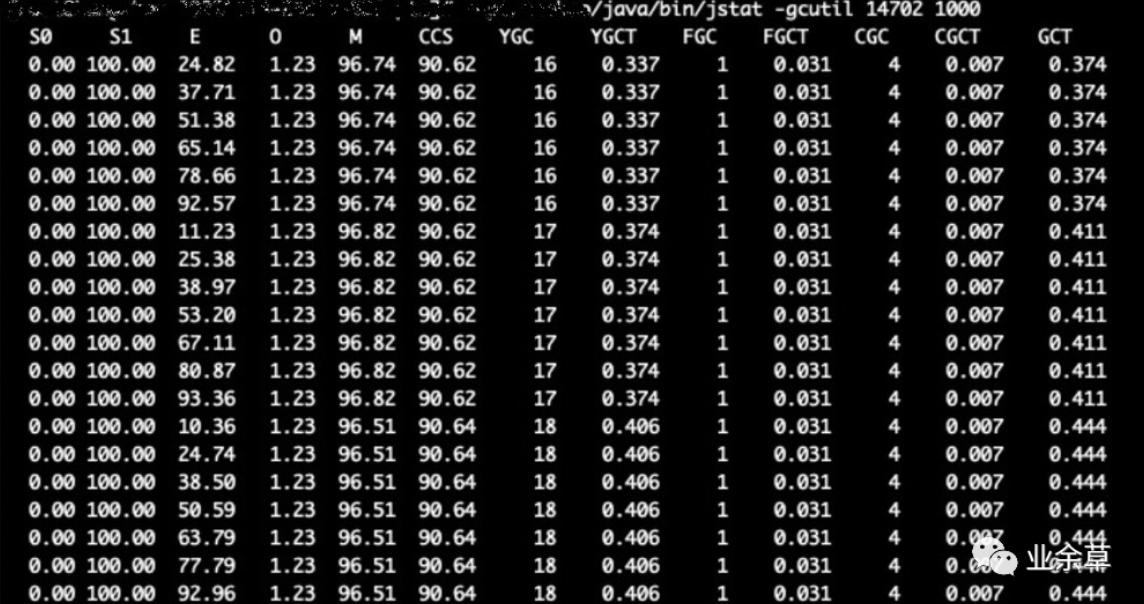 /java/bin/jstat -gcutil 14702 1000
S0 S1 E O M CCS YGC YGCT FGC FGCT CGC CGCT GCT
0.00 100.00 24.82 1.23 96.74 90.62 16 0.337 1 0.031 4 0.007 0.374
0.00 100.00 37.71 1.23 96.74 90.62 16 0.337 1 0.031 4 0.007 0.374
0.00 100.00 51.38 1.23 96.74 90.62 16 0.337 1 0.031 4 0.007 0.374
0.00 100.00 65.14 1.23 96.74 90.62 16 0.337 1 0.031 4 0.007 0.374
0.00 100.00 78.66 1.23 96.74 90.62 16 0.337 1 0.031 4 0.007 0.374
0.00 100.00 92.57 1.23 96.74 90.62 16 0.337 1 0.031 4 0.007 0.374
0.00 100.00 11.23 1.23 96.82 90.62 17 0.374 1 0.031 4 0.007 0.411
0.00 100.00 25.38 1.23 96.82 90.62 17 0.374 1 0.031 4 0.007 0.411
0.00 100.00 38.97 1.23 96.82 90.62 17 0.374 1 0.031 4 0.007 0.411
0.00 100.00 53.20 1.23 96.82 90.62 17 0.374 1 0.031 4 0.007 0.411
0.00 100.00 67.11 1.23 96.82 90.62 17 0.374 1 0.031 4 0.007 0.411
0.00 100.00 80.87 1.23 96.82 90.62 17 0.374 1 0.031 4 0.007 0.411
0.00 100.00 93.36 1.23 96.82 90.62 17 0.374 1 0.031 4 0.007 0.411
0.00 100.00 10.36 1.23 96.51 90.64 18 0.406 1 0.031 4 0.007 0.444
0.00 100.00 24.74 1.23 96.51 90.64 18 0.406 1 0.031 4 0.007 0.444
0.00 100.00 38.50 1.23 96.51 90.64 18 0.406 1 0.031 4 0.007 0.444
0.00 100.00 50.59 1.23 96.51 90.64 18 0.406 1 0.031 4 0.007 0.444
0.00 100.00 63.79 1.23 96.51 90.64 18 0.406 1 0.031 4 0.007 0.444
0.00 100.00 77.79 1.23 96.51 90.64 18 0.406 1 0.031 4 0.007
0.00 100.00 92.96 1.23 96.51 90.64 18 0.406 1 0.031 4 0.007 0.444
业余草